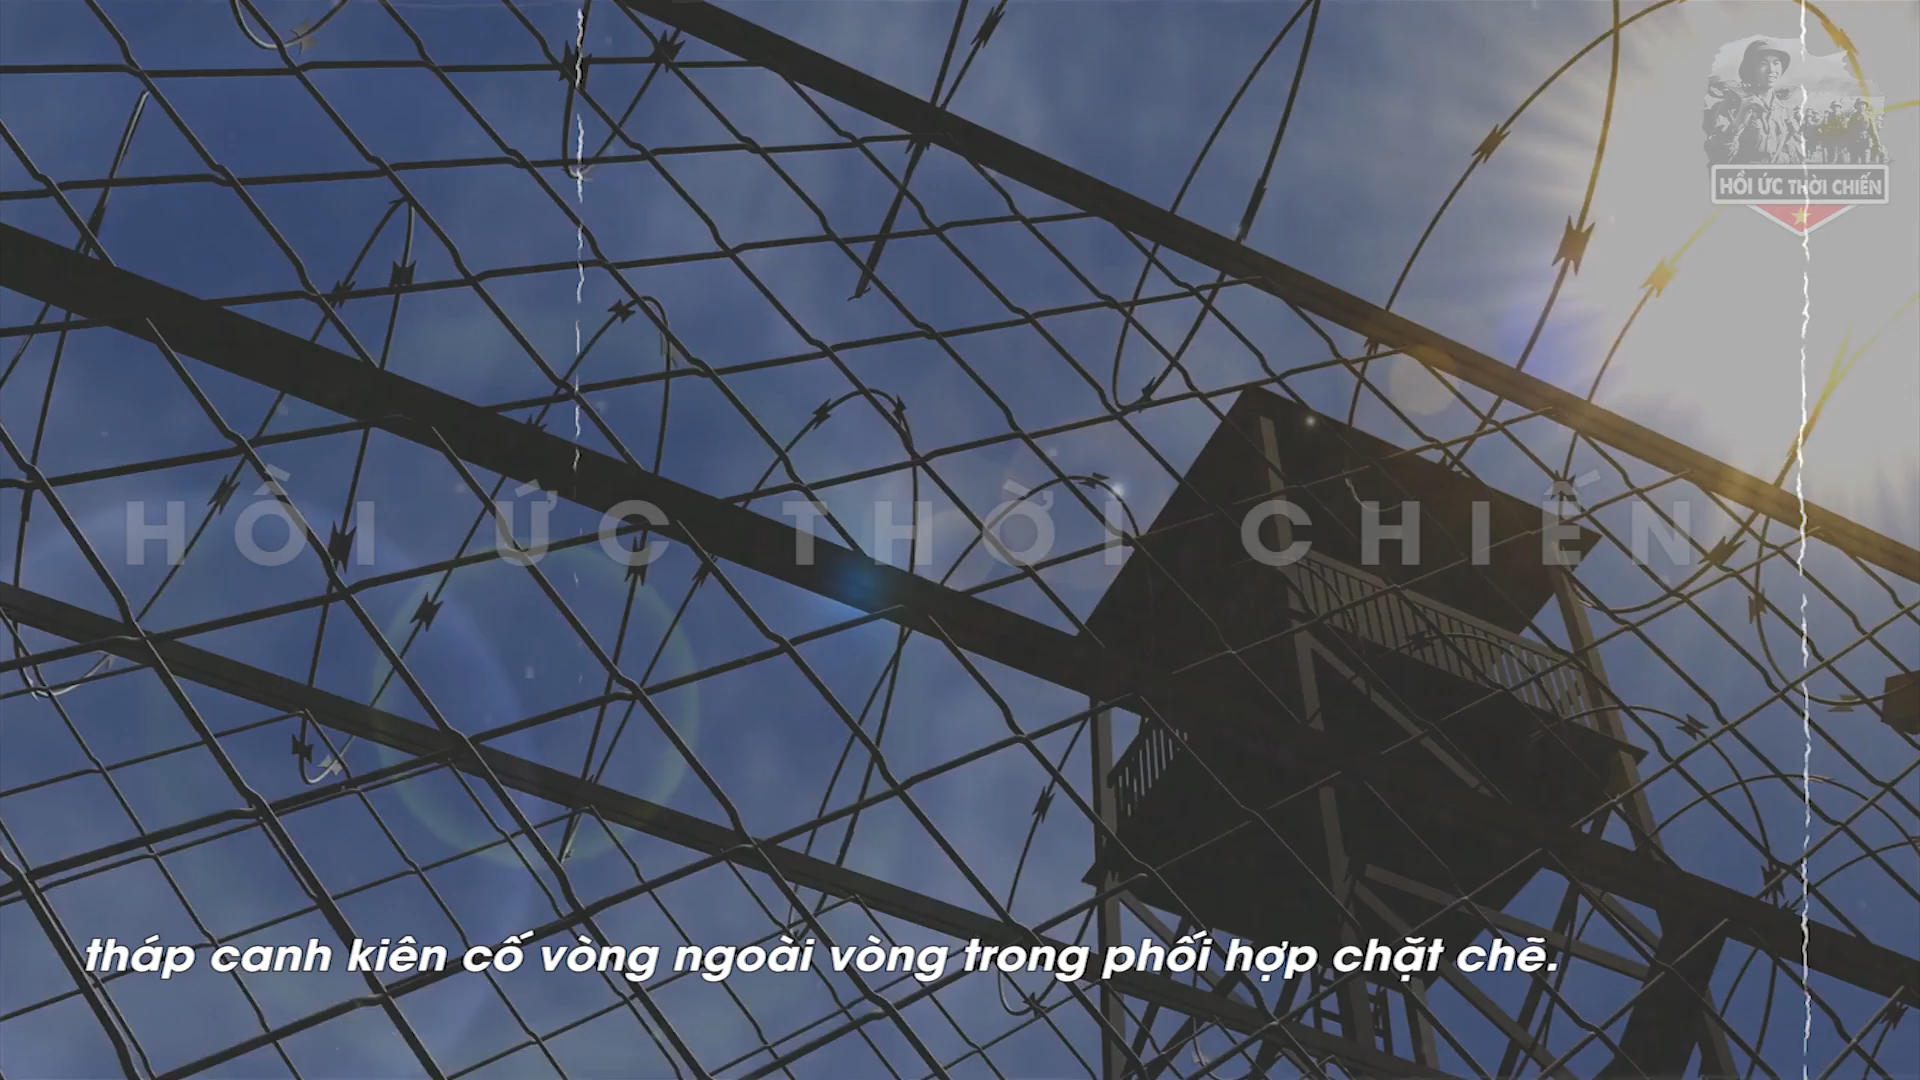 HỒI ỨC THỜI CHIẾN
HỒI ỨC THỜI CHIẾN
tháp canh kiên cố vòng ngoài vòng trong phối hợp chặt chẽ.